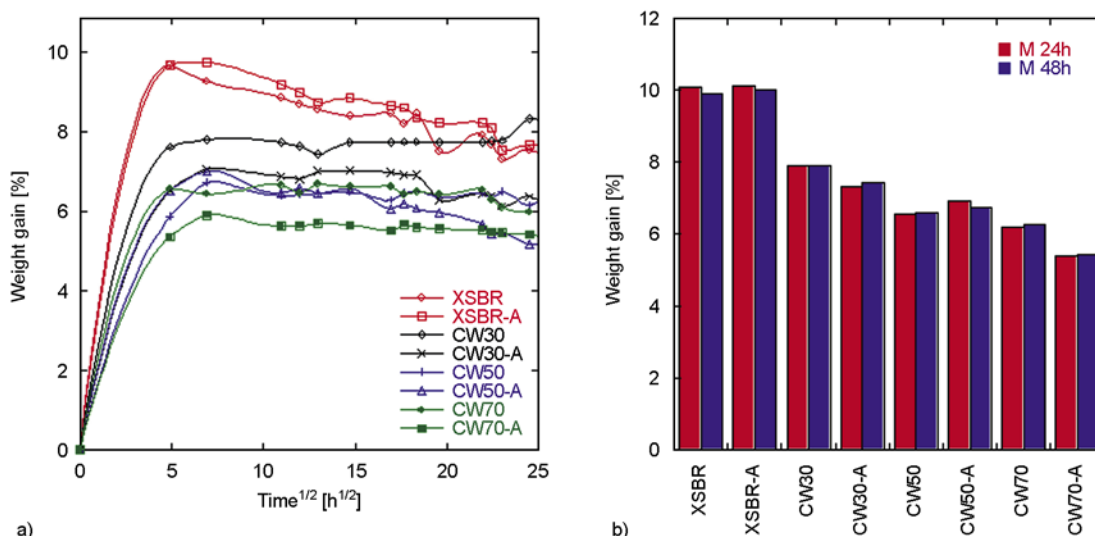 10
8
6
4
2
0
Weight gain [%]
0 5 10 15 20 25
Time1/2 [h1/2]
XSBR
XSBR-A
CW30
CW30-A
CW50
CW50-A
CW70
CW70-A
a)
12
10
8
6
4
2
0
Weight gain [%]
M 24h
M 48h
XSBR
XSBR-A
CW30
CW30-A
CW50
CW50-A
CW70
CW70-A
b)